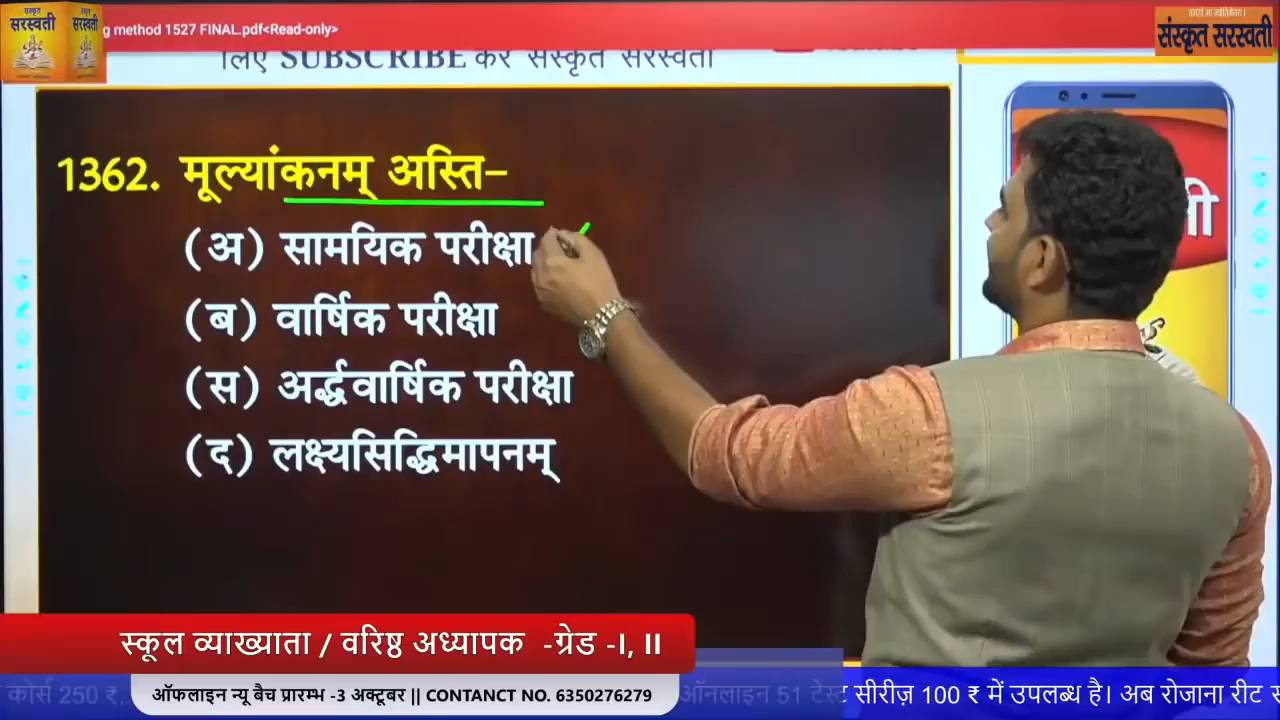 संस्कृत
सरस्वती
संस्कृत
सरस्वती
g method 1527 FINAL.pdf<Read-only>
संस्कृत सरस्वती
लिए SUBSCRIBE करे संस्कृत सरस्वती
1362. मूल्यांकनम् अस्ति-
(अ) सामयिक परीक्षा
(ब) वार्षिक परीक्षा
(स) अर्द्धवार्षिक परीक्षा
(द) लक्ष्यसिद्धिमापनम्
स्कूल व्याख्याता / वरिष्ठ अध्यापक -ग्रेड -I, II
कोर्स 250 ₹. ऑनलाइन 51 टेस्ट सीरीज़ 100 ₹ में उपलब्ध है। अब रोजाना रीट
ऑफलाइन न्यू बैच प्रारम्भ -3 अक्टूबर || CONTANCT NO. 6350276279